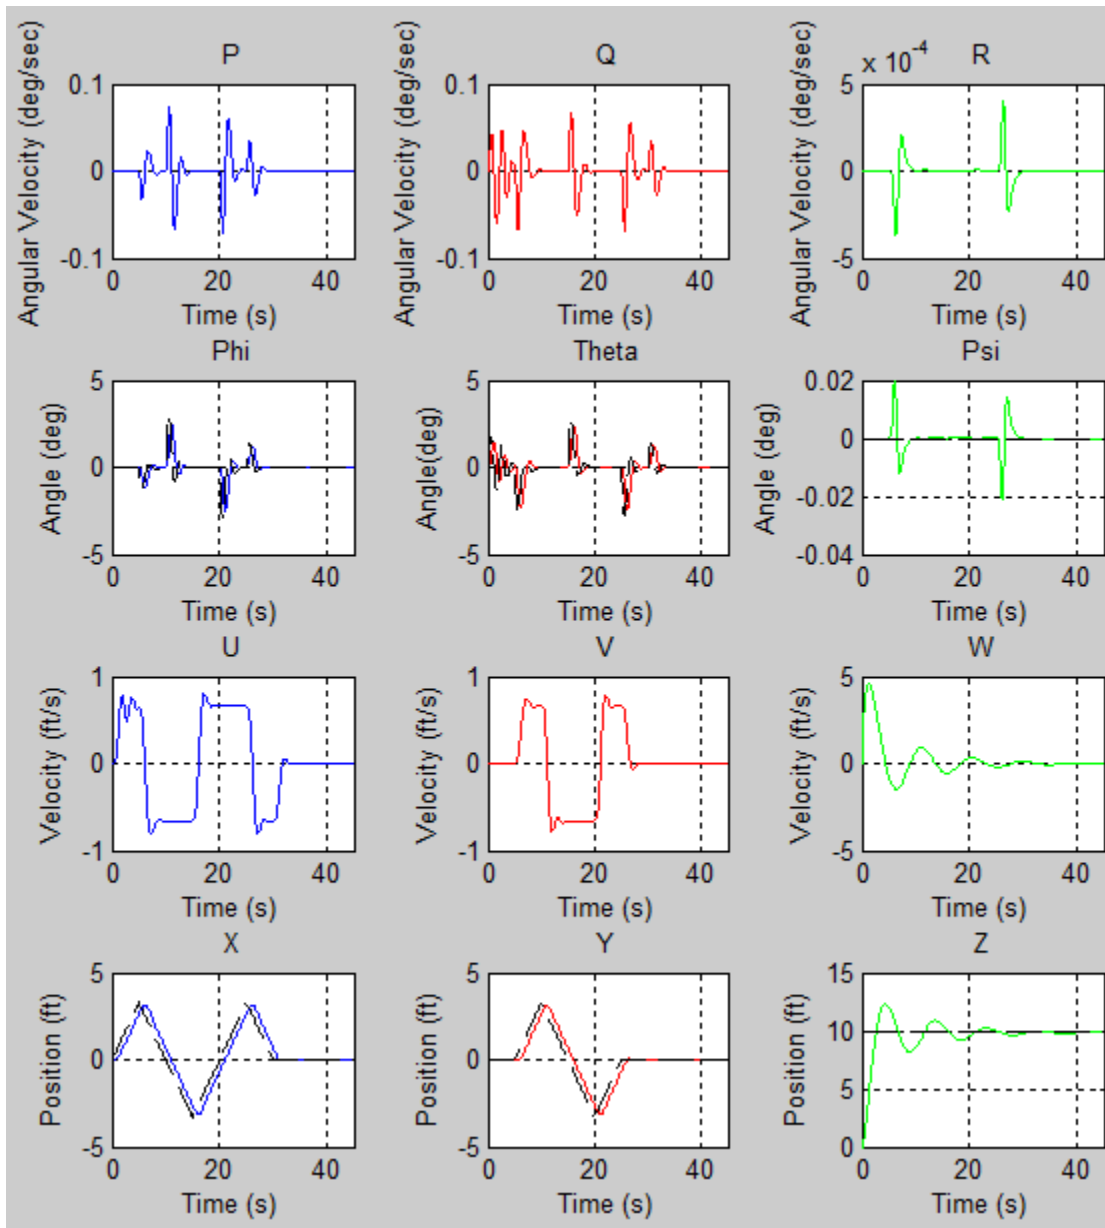 P
Angular Velocity (deg/sec)
0.1
0
-0.1
0 20 40
Time (s)
Q
Angular Velocity (deg/sec)
0.1
0
-0.1
0 20 40
Time (s)
x 10-4 R
Angular Velocity (deg/sec)
5
0
-5
0 20 40
Time (s)
Phi
Angle (deg)
5
0
-5
0 20 40
Time (s)
Theta
Angle(deg)
5
0
-5
0 20 40
Time (s)
Psi
Angle (deg)
0.02
0
-0.02
-0.04
0 20 40
Time (s)
U
Velocity (ft/s)
1
0
-1
0 20 40
Time (s)
V
Velocity (ft/s)
1
0
-1
0 20 40
Time (s)
W
Velocity (ft/s)
5
0
-5
0 20 40
Time (s)
X
Position (ft)
5
0
-5
0 20 40
Time (s)
Y
Position (ft)
5
0
-5
0 20 40
Time (s)
Z
Position (ft)
15
10
5
0
0 20 40
Time (s)